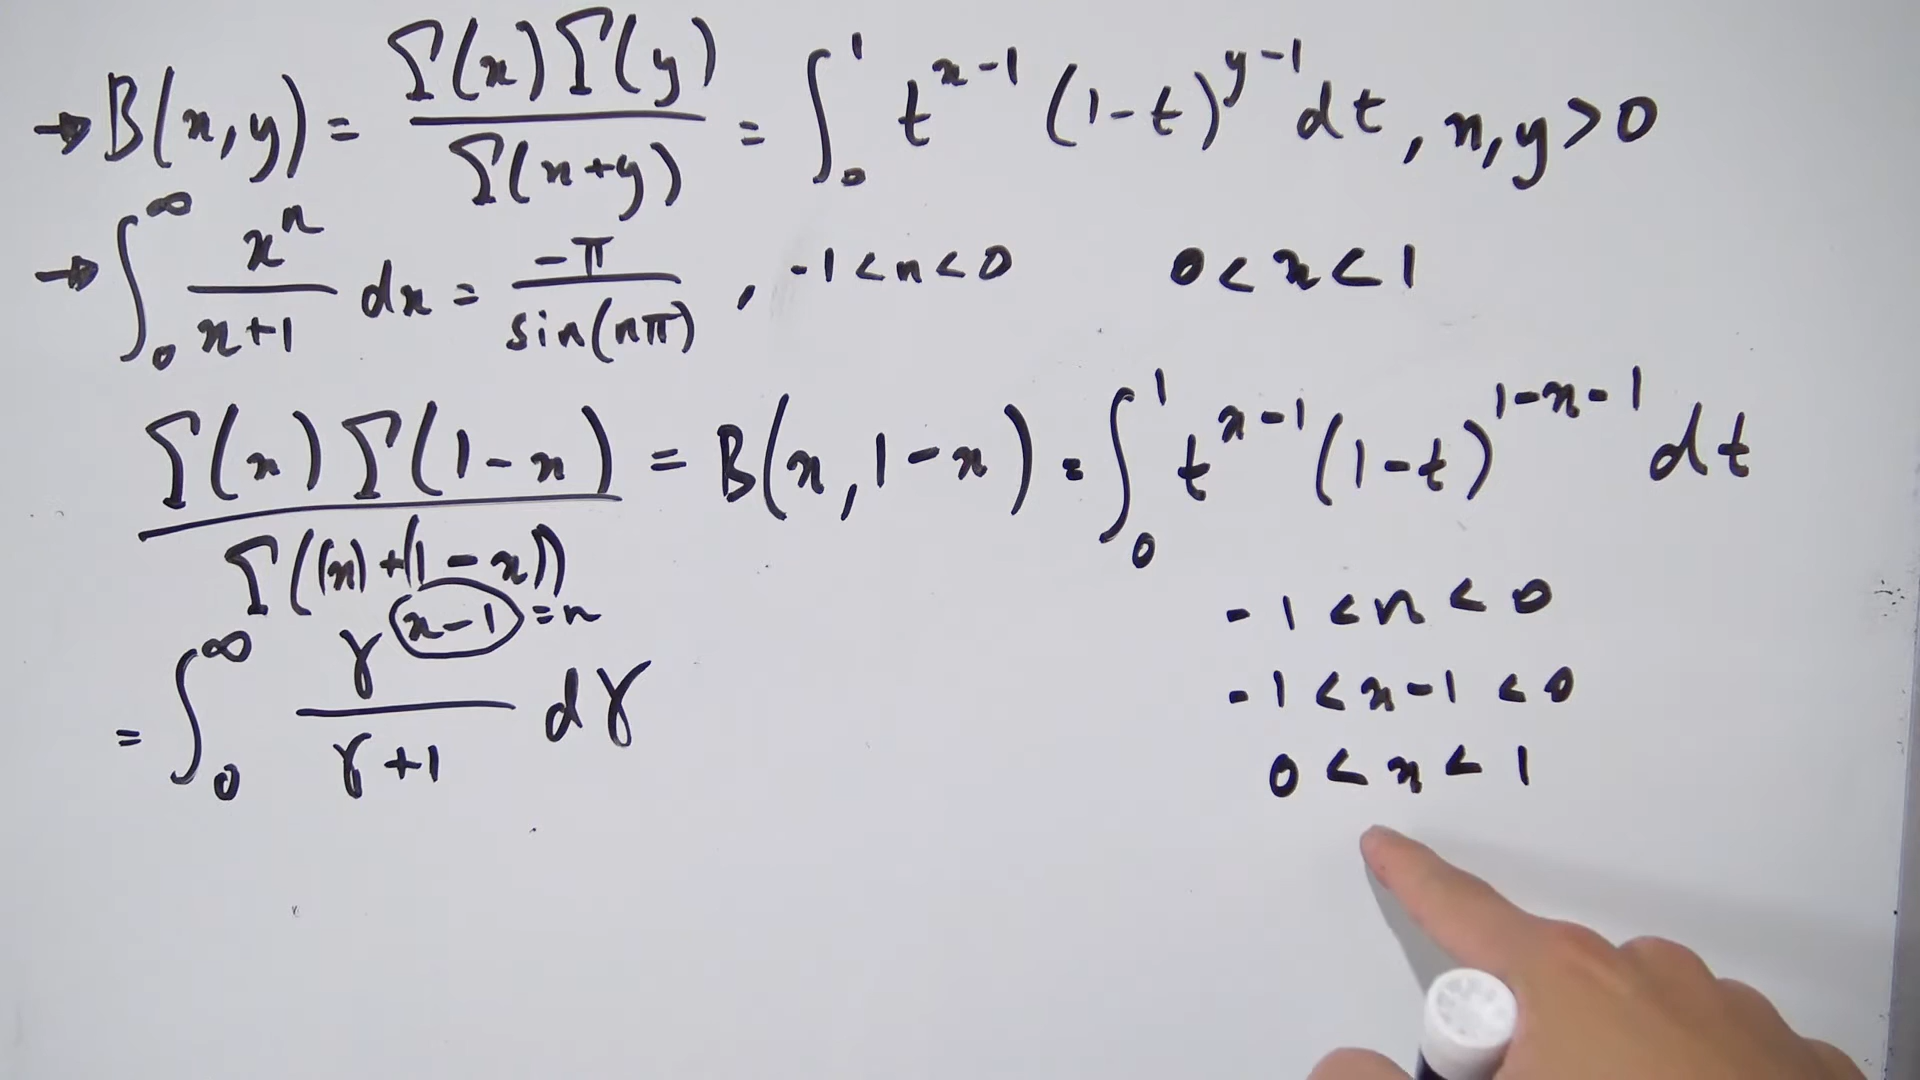 → B(x,y) = Γ(x)Γ(y) / Γ(x+y) = ∫₀¹ t^{x-1} (1-t)^{y-1} dt, x,y>0
→ ∫₀^∞ x^n / (x+1) dx = -π / sin(nπ), -1<n<0 0<x<1
Γ(x)Γ(1-x) / Γ((x)+(1-x)) = B(x,1-x) = ∫₀¹ t^{x-1} (1-t)^{1-x-1} dt
-1<n<0
= ∫₀^∞ γ^{x-1} / (γ+1) dγ
x-1 = n
-1<x-1<0
0<x<1